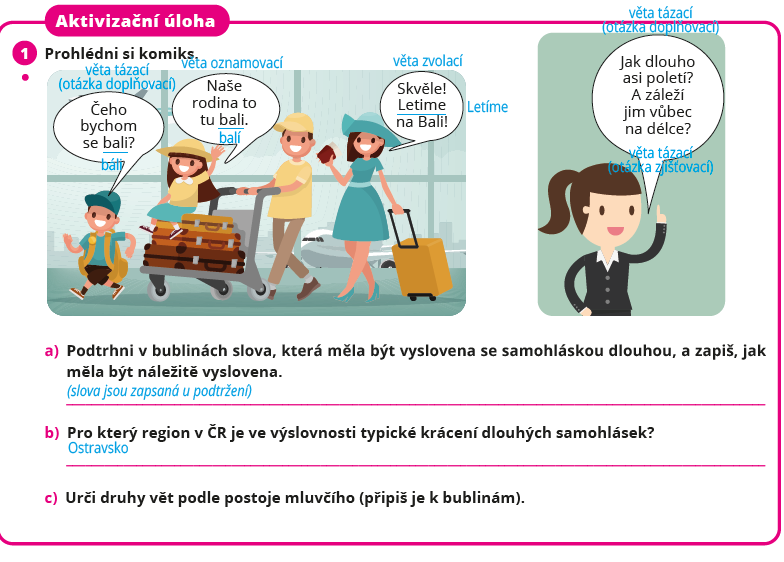 Aktivizační úloha
1 Prohlédni si komiks.
věta tázací
(otázka doplňovací)
Čeho
bychom
se bali?
báli
věta oznamovací
Naše
rodina to
tu bali.
balí
věta zvolací
Skvěle!
Letime
na Bali!
Letíme
věta tázací
(otázka doplňovací)
Jak dlouho
asi poletí?
A záleží
jim vůbec
na délce?
věta tázací
(otázka zjišťovací)
a) Podtrhni v bublinách slova, která měla být vyslovena se samohláskou dlouhou, a zapiš, jak
měla být náležitě vyslovena.
(slova jsou zapsaná u podtržení)
b) Pro který region v ČR je ve výslovnosti typické krácení dlouhých samohlásek?
Ostravsko
c) Urči druhy vět podle postoje mluvčího (připiš je k bublinám).